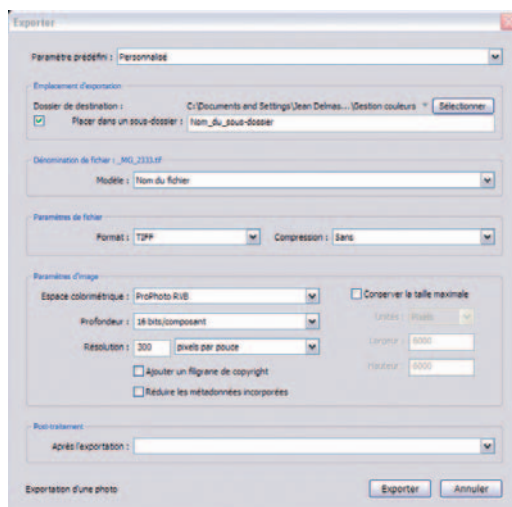 Exporter
Paramètre prédéfini : Personnalisé
Emplacement d'exportation
Dossier de destination : C:\Documents and Settings\Jean Delmas... \Gestion couleurs Sélectionner
Placer dans un sous-dossier : Nom_du_sous-dossier
Dénomination de fichier : _MG_2333.tif
Modèle : Nom du fichier
Paramètres de fichier
Format : TIFF Compression : Sans
Paramètres d'image
Espace colorimétrique : ProPhoto RVB Conserver la taille maximale
Profondeur : 16 bits/composant Unités : Pixels
Résolution : 300 pixels par pouce Largeur : 6000
Ajouter un filigrane de copyright Hauteur : 6000
Réduire les métadonnées incorporées
Post-traitement
Après l'exportation :
Exportation d'une photo Exporter Annuler